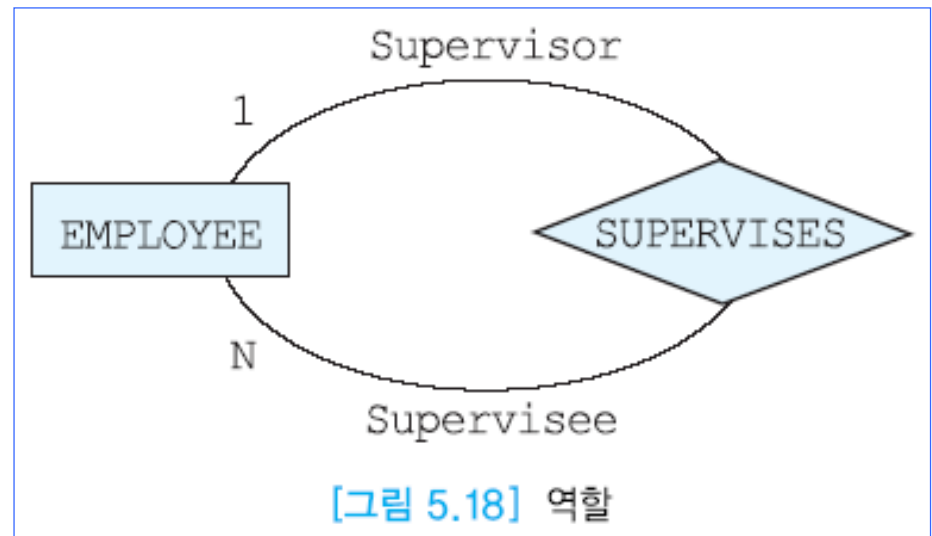 Supervisor
1
EMPLOYEE
SUPERVISES
N
Supervisee
[그림 5.18] 역할